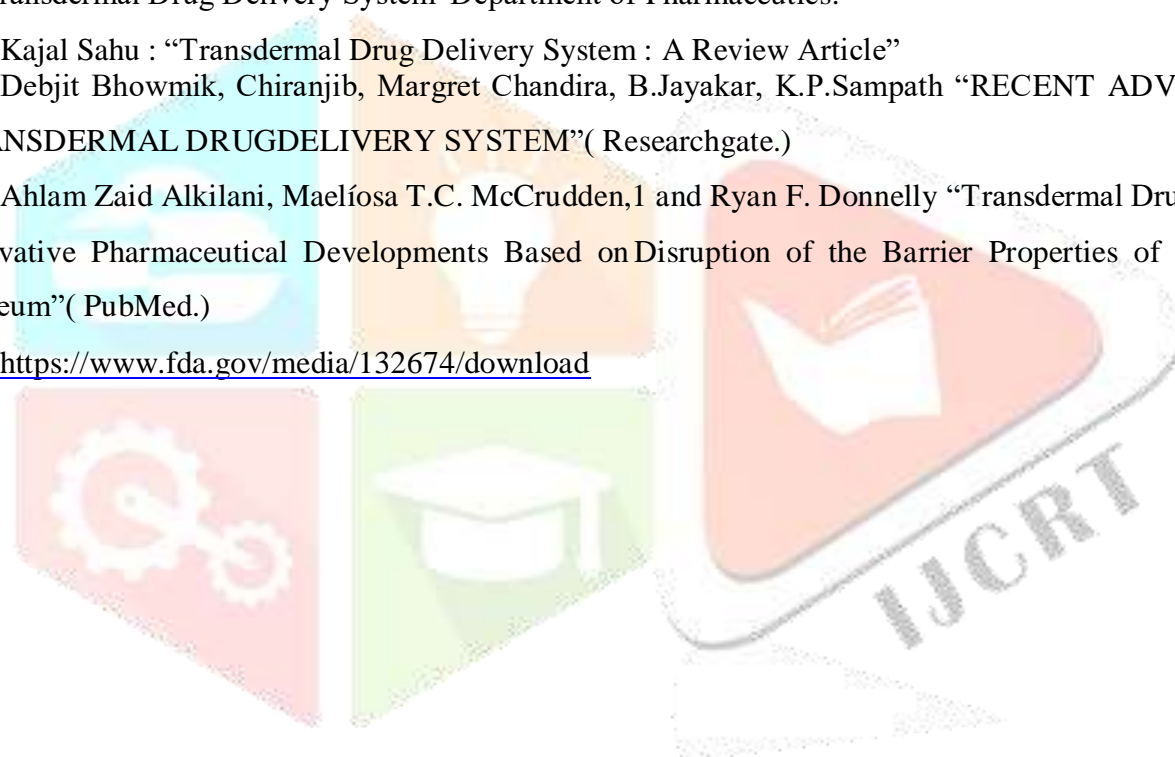 ransdermal Drug Delivery System" Department of Pharmaceutics.
Kajal Sahu : “Transdermal Drug Delivery System : A Review Article”
Debjit Bhowmik, Chiranjib, Margret Chandira, B.Jayakar, K.P.Sampath “RECENT ADV
NSDERMAL DRUGDELIVERY SYSTEM”( Researchgate.)
Ahlam Zaid Alkilani, Maelíosa T.C. McCrudden,1 and Ryan F. Donnelly “Transdermal Dru
vative Pharmaceutical Developments Based on Disruption of the Barrier Properties of
eum”( PubMed.)
https://www.fda.gov/media/132674/download
IJCRT